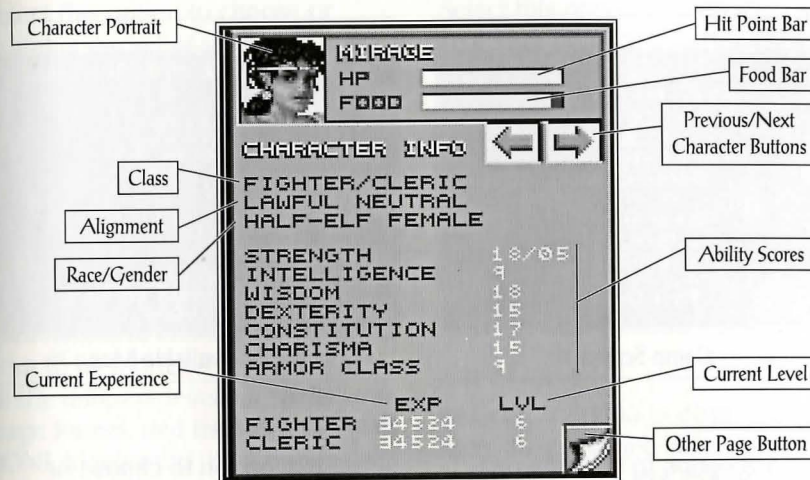 Character Portrait
Hit Point Bar
Food Bar
Previous/Next
Character Buttons
Class
Alignment
Race/Gender
Ability Scores
Current Experience
Current Level
Other Page Button
MIRAGE
HP
FOOD
CHARACTER INFO
FIGHTER/CLERIC
LAWFUL NEUTRAL
HALF-ELF FEMALE
STRENGTH 18/05
INTELLIGENCE 9
WISDOM 18
DEXTERITY 15
CONSTITUTION 17
CHARISMA 15
ARMOR CLASS 9
EXP LVL
FIGHTER 34524 6
CLERIC 34524 6